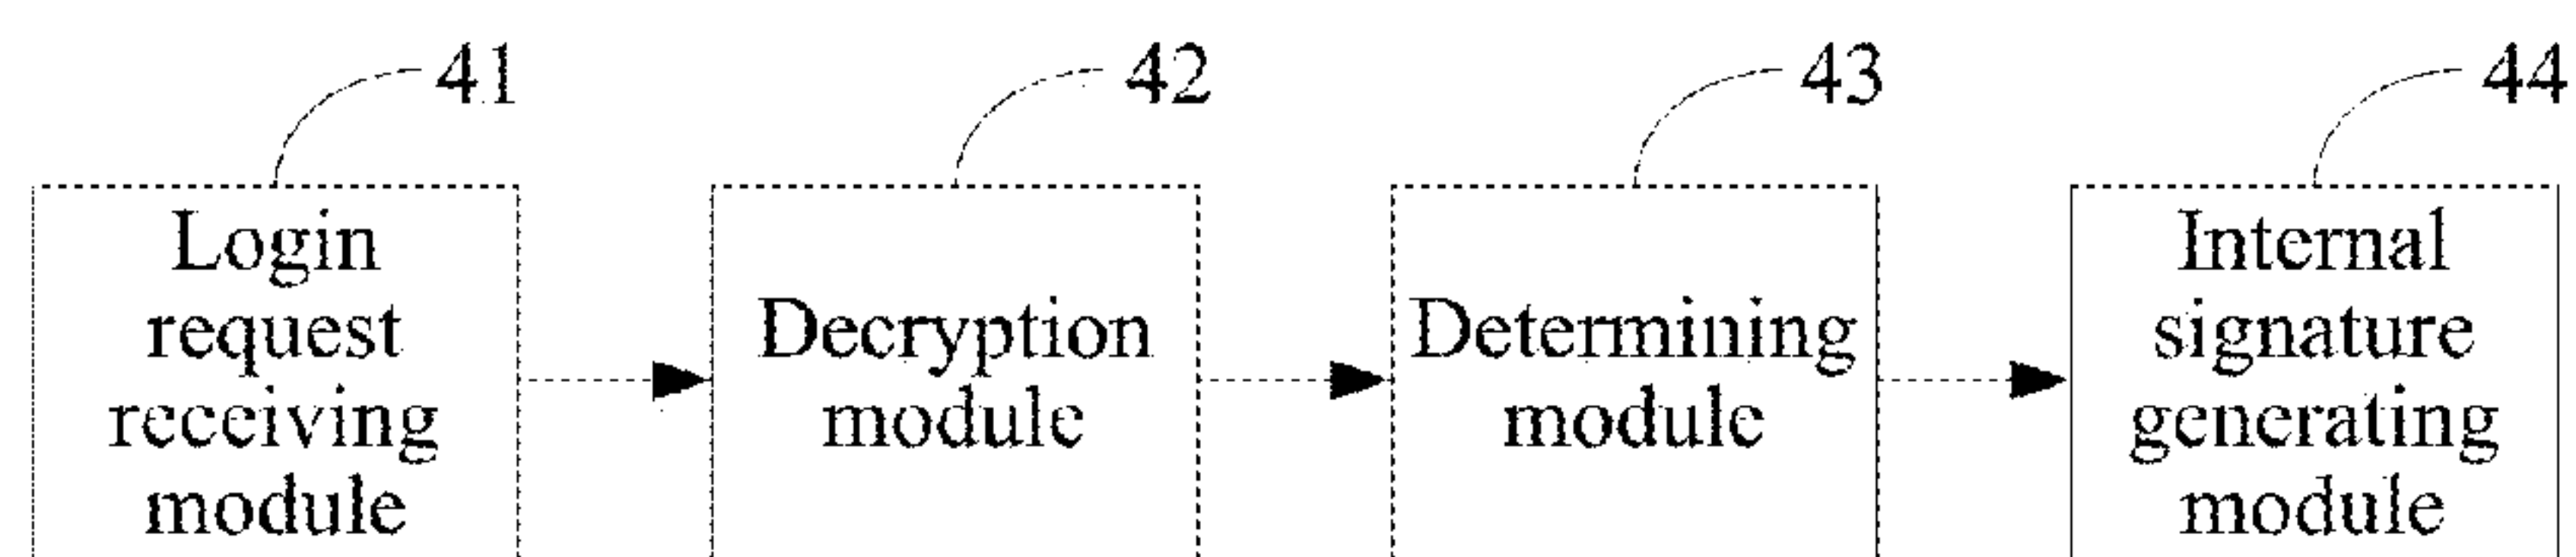 41
42
43
44
Login
request
receiving
module
Decryption
module
Determining
module
Internal
signature
generating
module